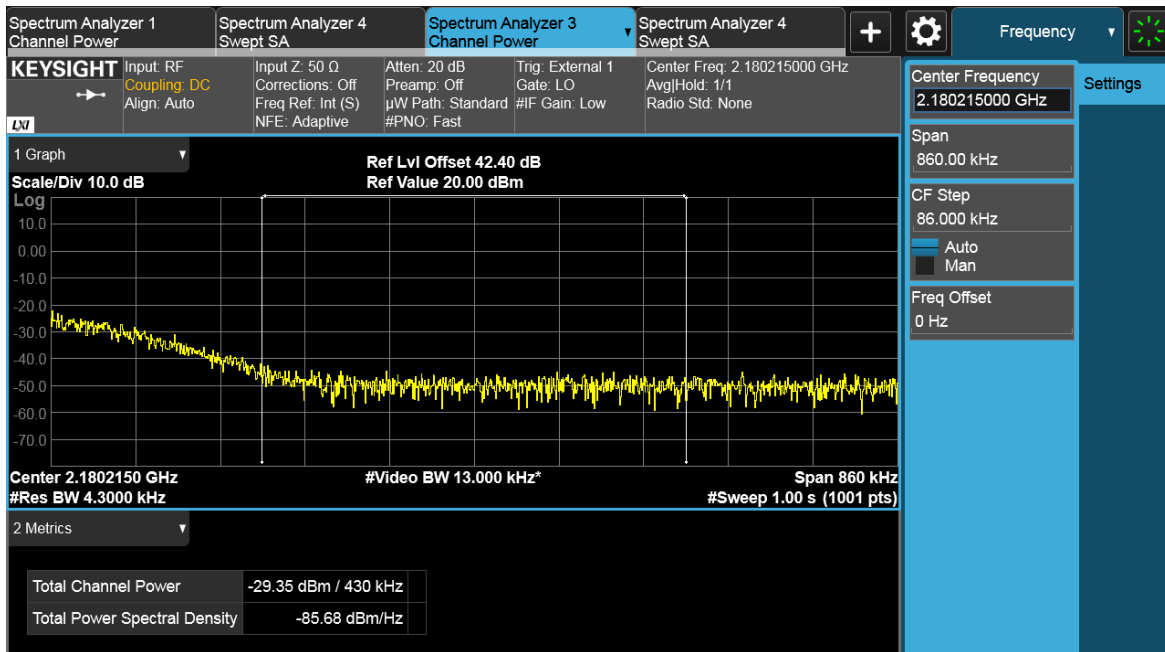 Spectrum Analyzer 1
Channel Power
Spectrum Analyzer 4
Swept SA
Spectrum Analyzer 3
Channel Power
Spectrum Analyzer 4
Swept SA
+
Frequency
KEYSIGHT
LXI
Input: RF
Coupling: DC
Align: Auto
Input Z: 50 Ω
Corrections: Off
Freq Ref: Int (S)
NFE: Adaptive
Atten: 20 dB
Preamp: Off
µW Path: Standard
#PNO: Fast
Trig: External 1
Gate: LO
#IF Gain: Low
Center Freq: 2.180215000 GHz
Avg|Hold: 1/1
Radio Std: None
1 Graph
Scale/Div 10.0 dB
Ref Lvl Offset 42.40 dB
Ref Value 20.00 dBm
Log
10.0
0.00
-10.0
-20.0
-30.0
-40.0
-50.0
-60.0
-70.0
Center 2.1802150 GHz
#Video BW 13.000 kHz*
Span 860 kHz
#Res BW 4.3000 kHz
#Sweep 1.00 s (1001 pts)
2 Metrics
Total Channel Power -29.35 dBm / 430 kHz
Total Power Spectral Density -85.68 dBm/Hz
Center Frequency
2.180215000 GHz
Span
860.00 kHz
CF Step
86.000 kHz
Auto
Man
Freq Offset
0 Hz
Settings